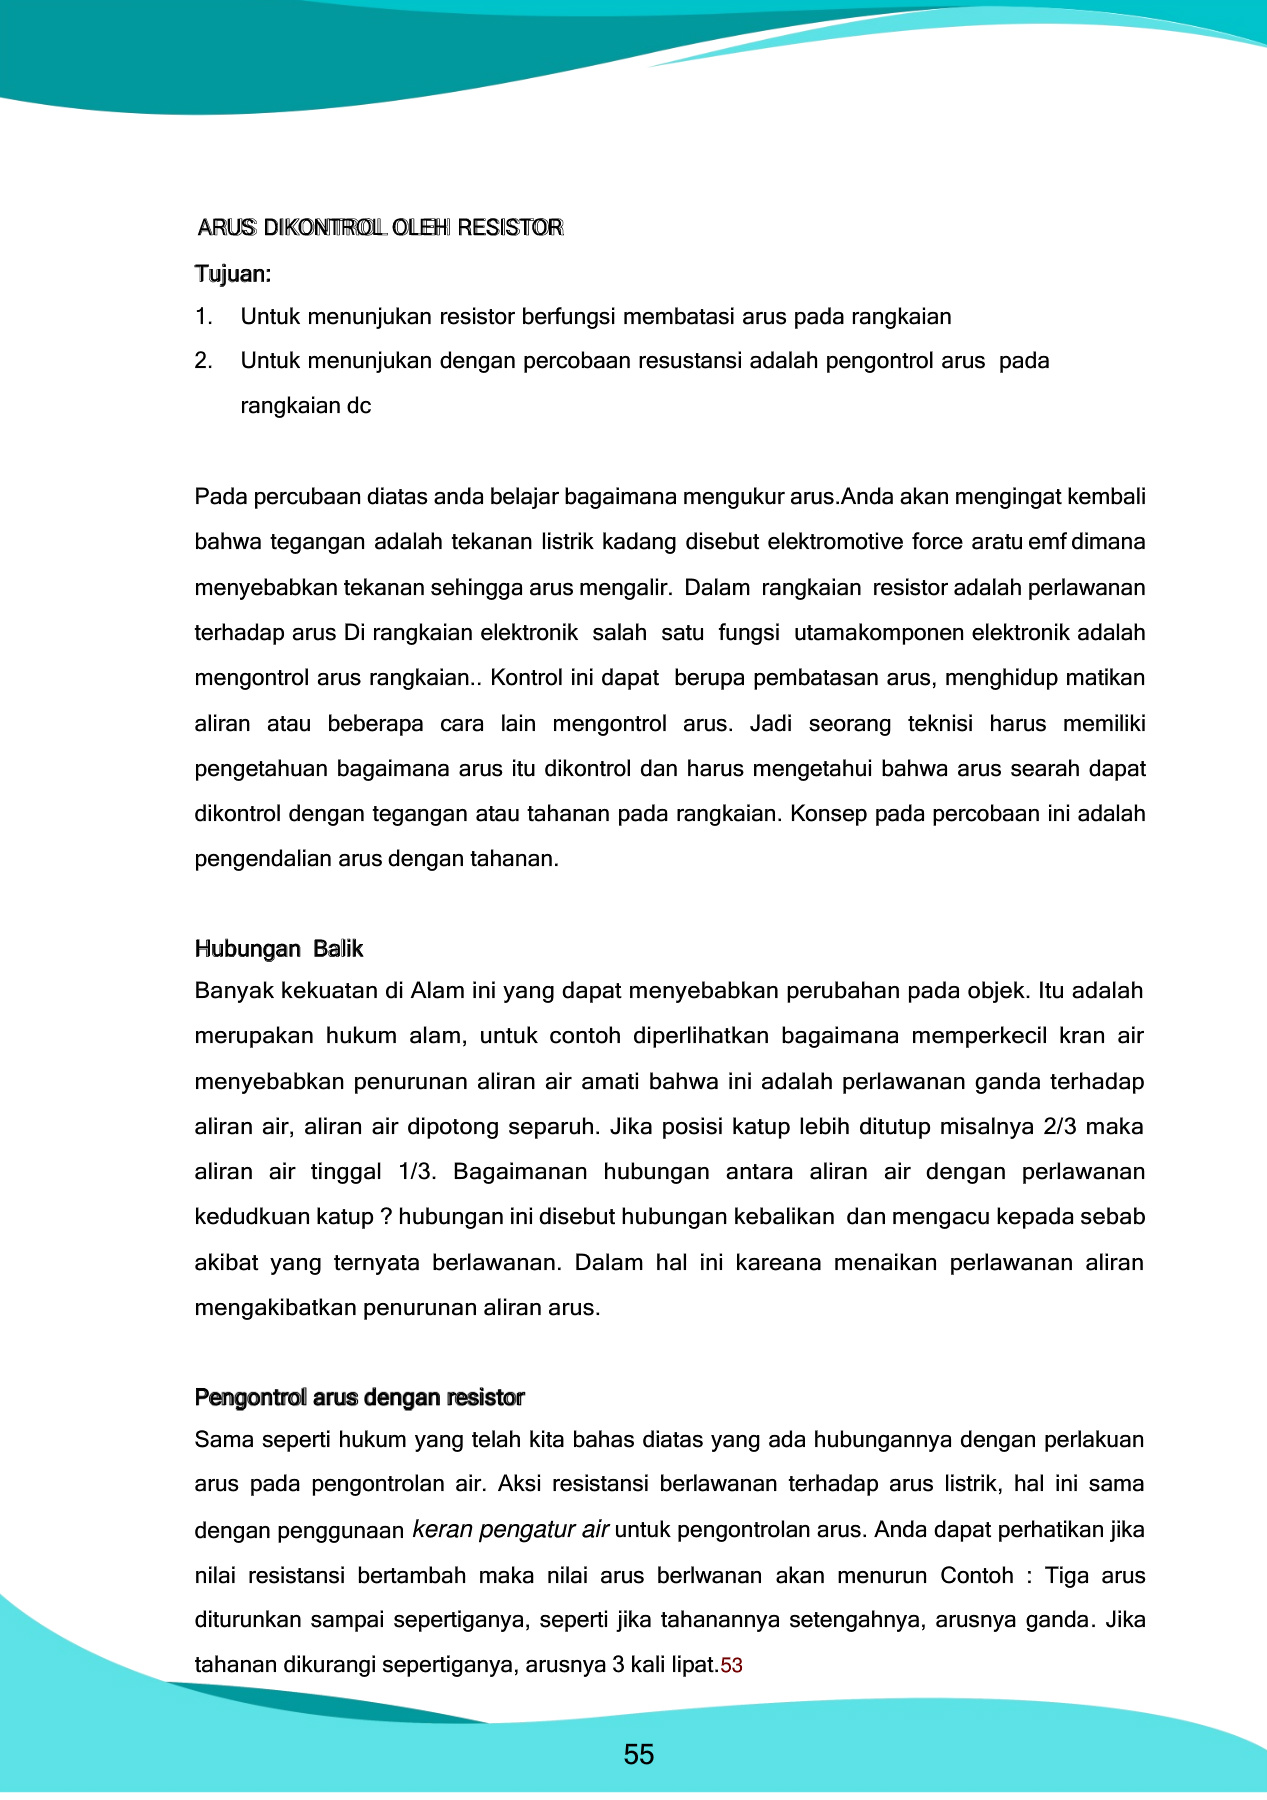 ARUS DIKONTROL OLEH RESISTOR
Tujuan:
1. Untuk menunjukan resistor berfungsi membatasi arus pada rangkaian
2. Untuk menunjukan dengan percobaan resustansi adalah pengontrol arus pada
rangkaian dc
Pada percubaan diatas anda belajar bagaimana mengukur arus.Anda akan mengingat kembali
bahwa tegangan adalah tekanan listrik kadang disebut elektromotive force aratu emf dimana
menyebabkan tekanan sehingga arus mengalir. Dalam rangkaian resistor adalah perlawanan
terhadap arus Di rangkaian elektronik salah satu fungsi utamakomponen elektronik adalah
mengontrol arus rangkaian.. Kontrol ini dapat berupa pembatasan arus, menghidup matikan
aliran atau beberapa cara lain mengontrol arus. Jadi seorang teknisi harus memiliki
pengetahuan bagaimana arus itu dikontrol dan harus mengetahui bahwa arus searah dapat
dikontrol dengan tegangan atau tahanan pada rangkaian. Konsep pada percobaan ini adalah
pengendalian arus dengan tahanan.
Hubungan Balik
Banyak kekuatan di Alam ini yang dapat menyebabkan perubahan pada objek. Itu adalah
merupakan hukum alam, untuk contoh diperlihatkan bagaimana memperkecil kran air
menyebabkan penurunan aliran air amati bahwa ini adalah perlawanan ganda terhadap
aliran air, aliran air dipotong separuh. Jika posisi katup lebih ditutup misalnya 2/3 maka
aliran air tinggal 1/3. Bagaimanan hubungan antara aliran air dengan perlawanan
kedudkuan katup ? hubungan ini disebut hubungan kebalikan dan mengacu kepada sebab
akibat yang ternyata berlawanan. Dalam hal ini kareana menaikan perlawanan aliran
mengakibatkan penurunan aliran arus.
Pengontrol arus dengan resistor
Sama seperti hukum yang telah kita bahas diatas yang ada hubungannya dengan perlakuan
arus pada pengontrolan air. Aksi resistansi berlawanan terhadap arus listrik, hal ini sama
dengan penggunaan keran pengatur air untuk pengontrolan arus. Anda dapat perhatikan jika
nilai resistansi bertambah maka nilai arus berlwanan akan menurun Contoh : Tiga arus
diturunkan sampai sepertiganya, seperti jika tahanannya setengahnya, arusnya ganda. Jika
tahanan dikurangi sepertiganya, arusnya 3 kali lipat.53
55